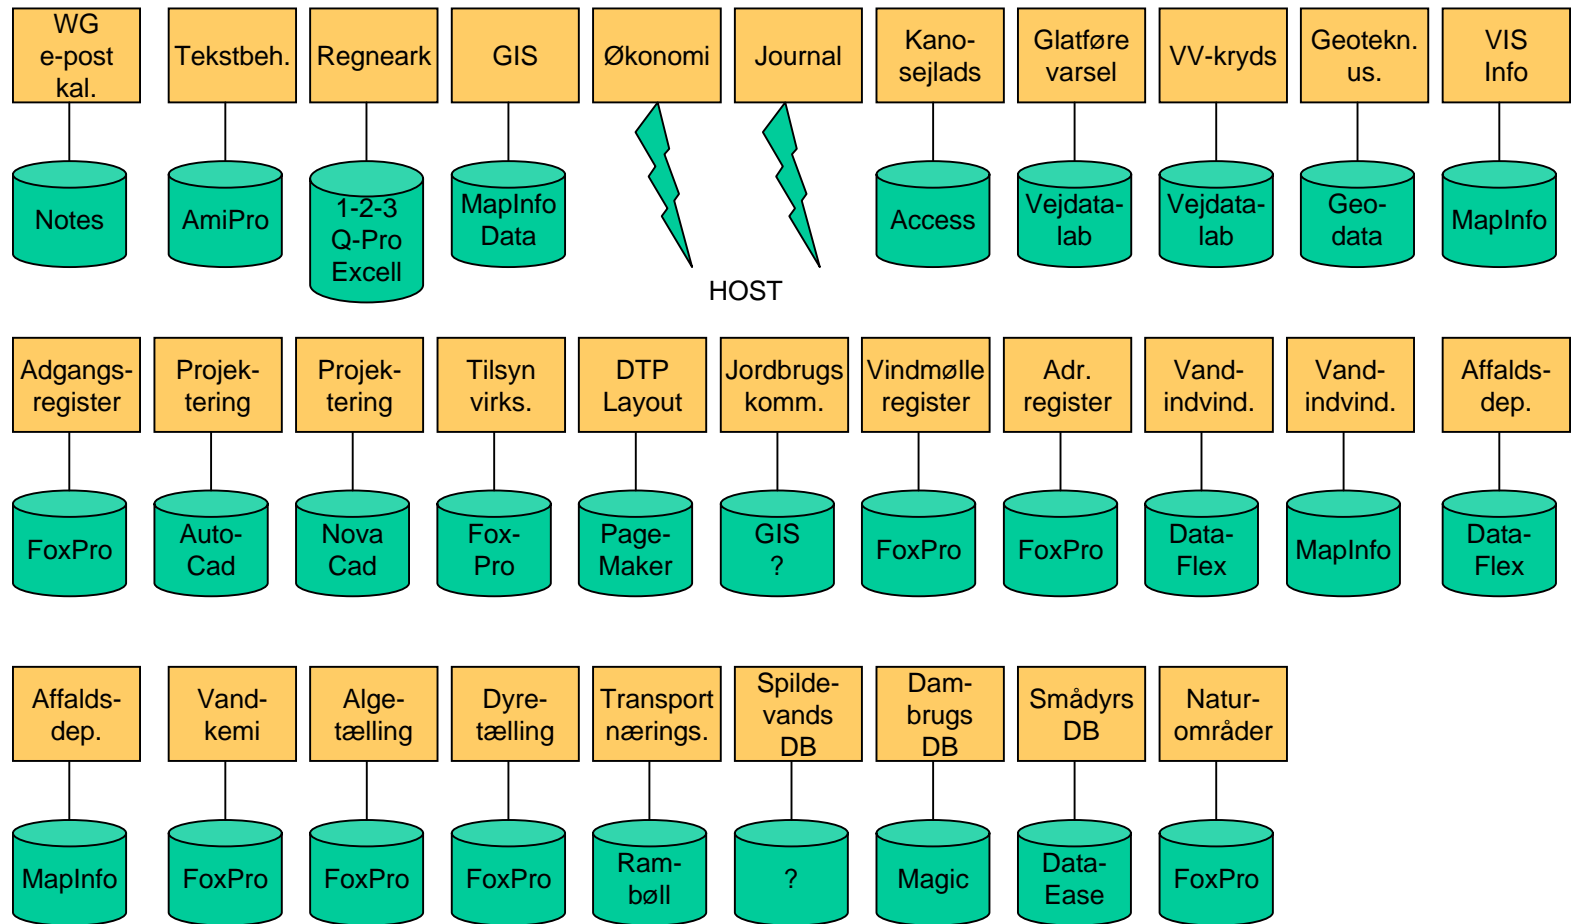 WG
e-post
kal.
Tekstbeh.
Regneark
GIS
Økonomi
Journal
Kano-
sejlads
Glatføre
varsel
VV-kryds
Geotekn.
us.
VIS
Info
Notes
AmiPro
1-2-3
Q-Pro
Excell
MapInfo
Data
HOST
Access
Vejdata-
lab
Vejdata-
lab
Geo-
data
MapInfo
Adgangs-
register
Projek-
tering
Projek-
tering
Tilsyn
virks.
DTP
Layout
Jordbrugs
komm.
Vindmølle
register
Adr.
register
Vand-
indvind.
Vand-
indvind.
Affalds-
dep.
FoxPro
Auto-
Cad
Nova
Cad
Fox-
Pro
Page-
Maker
GIS
?
FoxPro
FoxPro
Data-
Flex
MapInfo
Data-
Flex
Affalds-
dep.
Vand-
kemi
Alge-
tælling
Dyre-
tælling
Transport
nærings.
Spilde-
vands
DB
Dam-
brugs
DB
Smådyrs
DB
Natur-
områder
MapInfo
FoxPro
FoxPro
FoxPro
Ram-
bøll
?
Magic
Data-
Ease
FoxPro